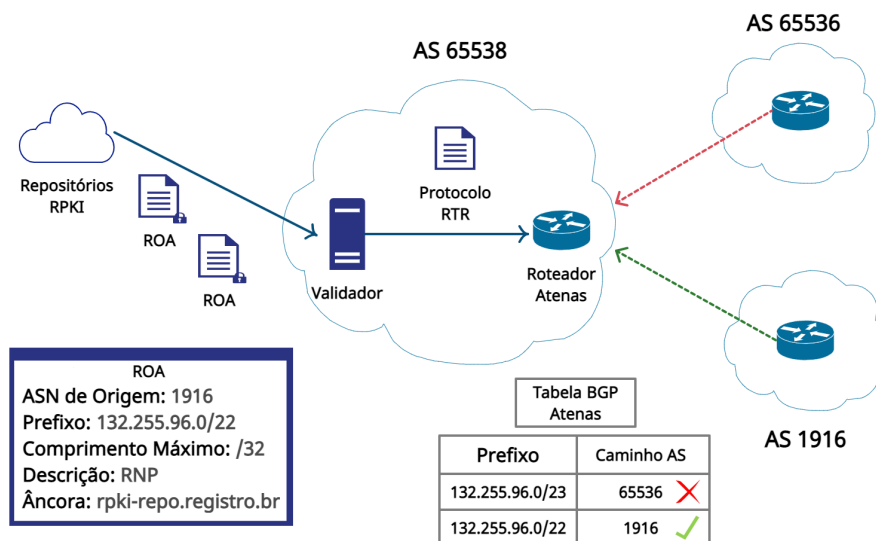 AS 65536
AS 65538
Repositórios
RPKI
ROA
ROA
Protocolo
RTR
Validador
Roteador
Atenas
AS 1916
ROA
ASN de Origem: 1916
Prefixo: 132.255.96.0/22
Comprimento Máximo: /32
Descrição: RNP
Âncora: rpki-repo.registro.br
Tabela BGP
Atenas
Prefixo Caminho AS
132.255.96.0/23 65536
132.255.96.0/22 1916